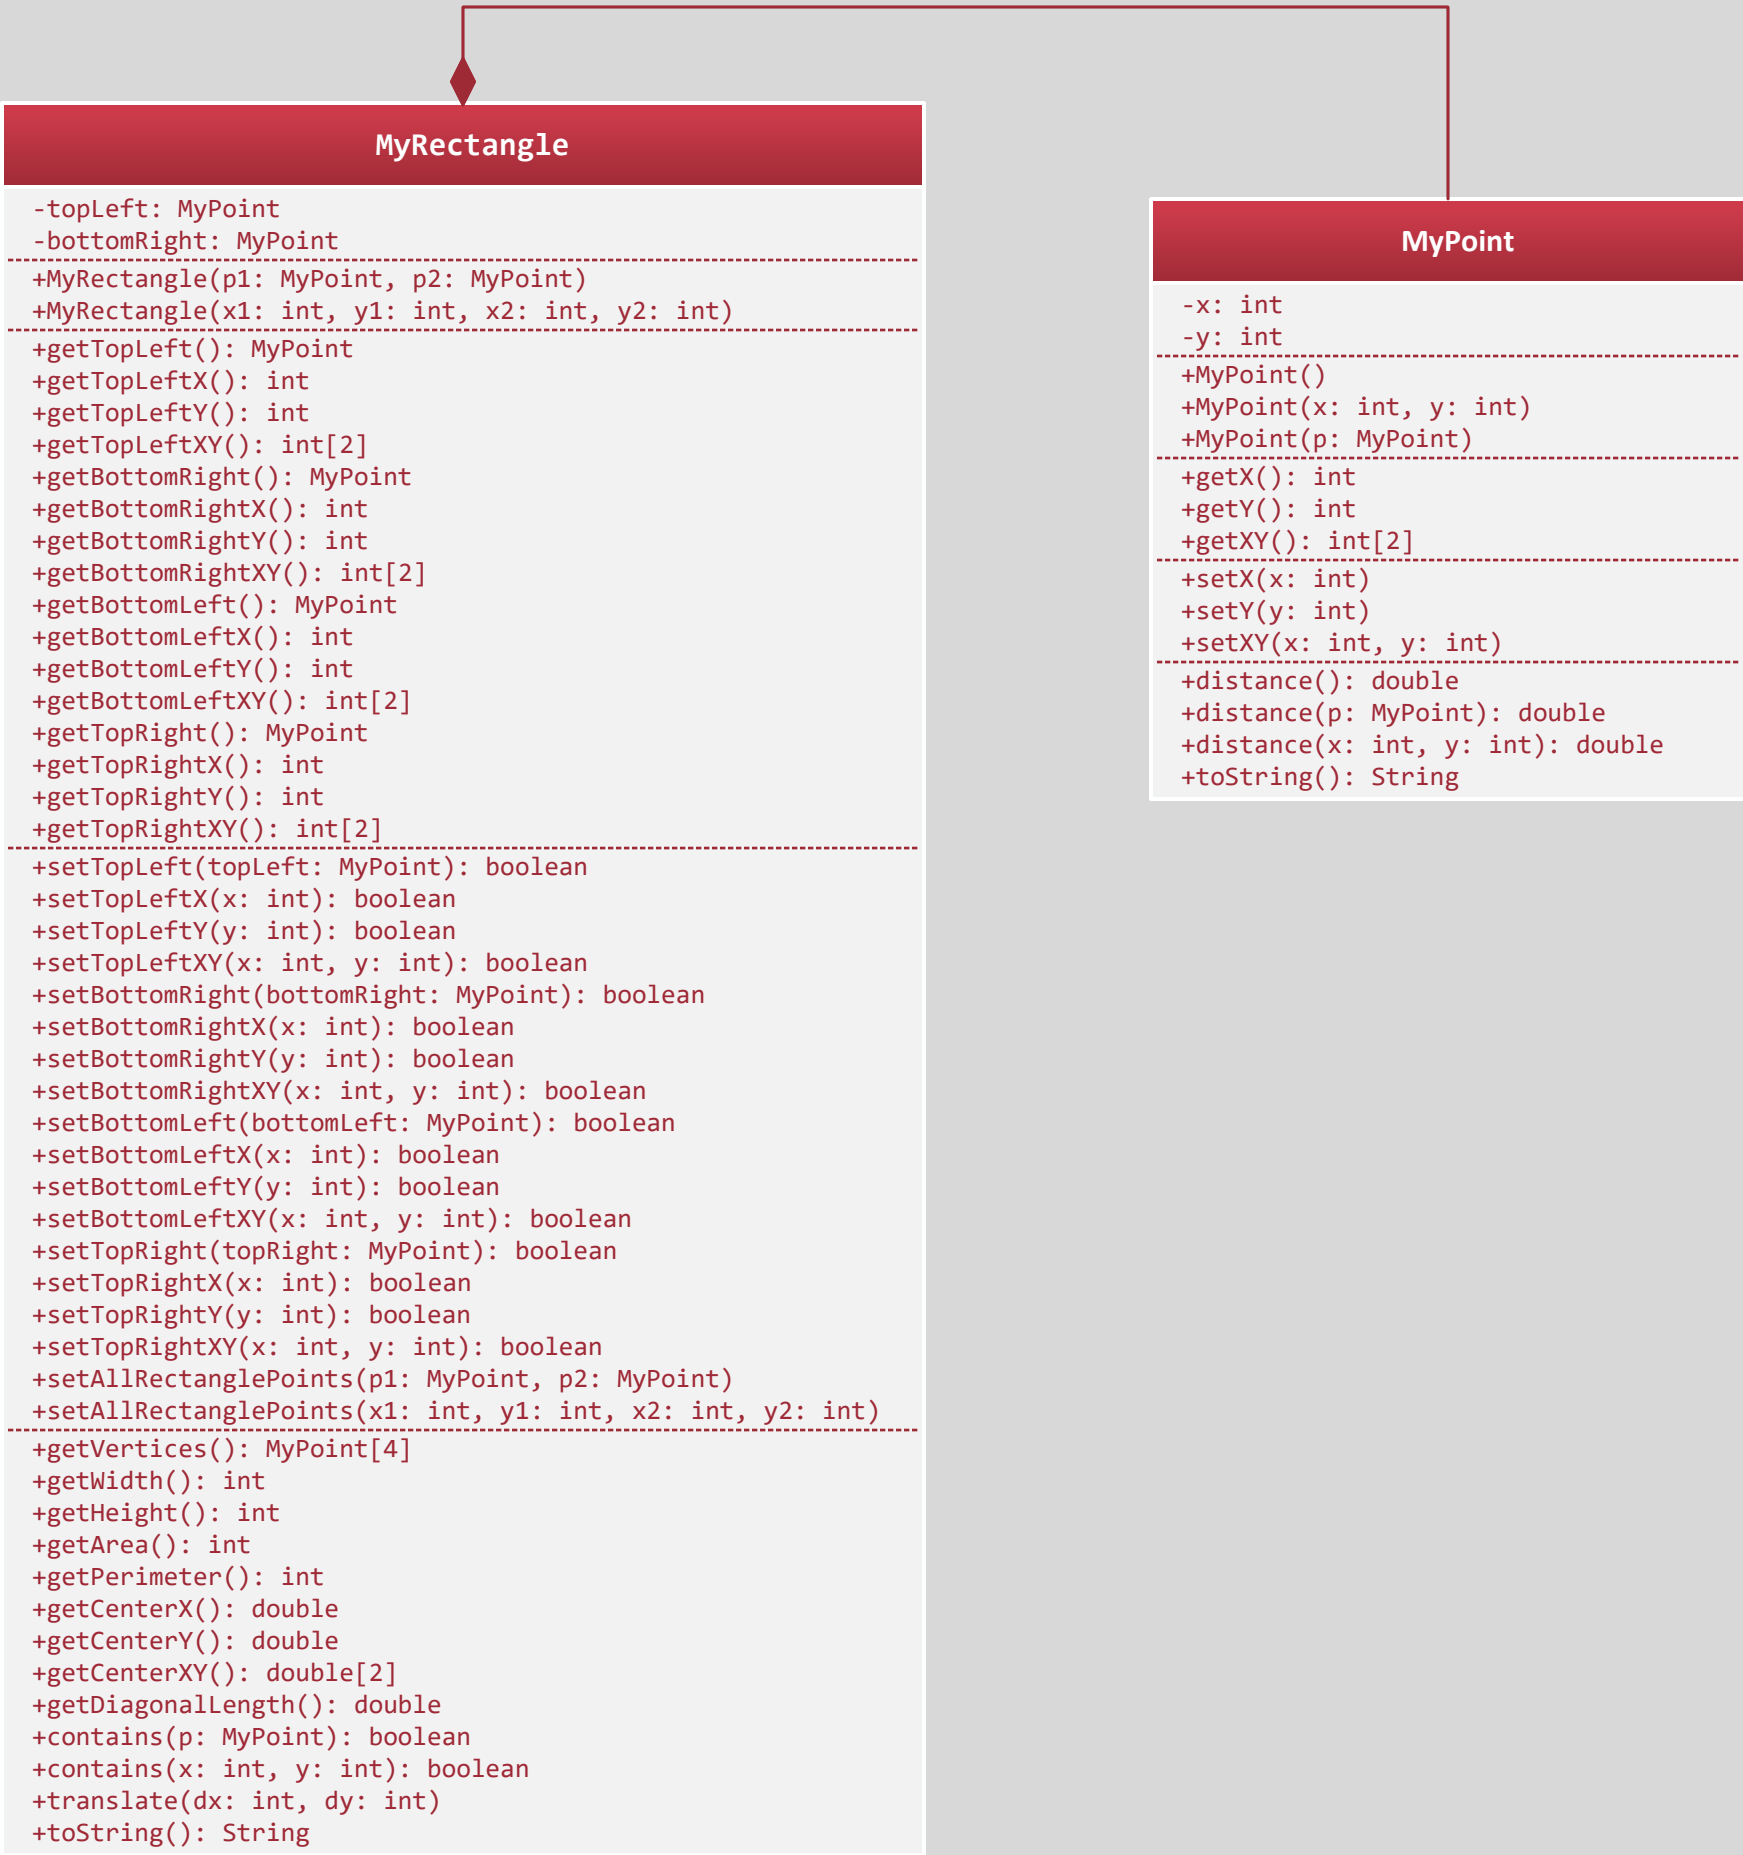 MyRectangle
-topLeft: MyPoint
-bottomRight: MyPoint
+MyRectangle(p1: MyPoint, p2: MyPoint)
+MyRectangle(x1: int, y1: int, x2: int, y2: int)
+getTopLeft(): MyPoint
+getTopLeftX(): int
+getTopLeftY(): int
+getTopLeftXY(): int[2]
+getBottomRight(): MyPoint
+getBottomRightX(): int
+getBottomRightY(): int
+getBottomRightXY(): int[2]
+getBottomLeft(): MyPoint
+getBottomLeftX(): int
+getBottomLeftY(): int
+getBottomLeftXY(): int[2]
+getTopRight(): MyPoint
+getTopRightX(): int
+getTopRightY(): int
+getTopRightXY(): int[2]
+setTopLeft(topLeft: MyPoint): boolean
+setTopLeftX(x: int): boolean
+setTopLeftY(y: int): boolean
+setTopLeftXY(x: int, y: int): boolean
+setBottomRight(bottomRight: MyPoint): boolean
+setBottomRightX(x: int): boolean
+setBottomRightY(y: int): boolean
+setBottomRightXY(x: int, y: int): boolean
+setBottomLeft(bottomLeft: MyPoint): boolean
+setBottomLeftX(x: int): boolean
+setBottomLeftY(y: int): boolean
+setBottomLeftXY(x: int, y: int): boolean
+setTopRight(topRight: MyPoint): boolean
+setTopRightX(x: int): boolean
+setTopRightY(y: int): boolean
+setTopRightXY(x: int, y: int): boolean
+setAllRectanglePoints(p1: MyPoint, p2: MyPoint)
+setAllRectanglePoints(x1: int, y1: int, x2: int, y2: int)
+getVertices(): MyPoint[4]
+getWidth(): int
+getHeight(): int
+getArea(): int
+getPerimeter(): int
+getCenterX(): double
+getCenterY(): double
+getCenterXY(): double[2]
+getDiagonalLength(): double
+contains(p: MyPoint): boolean
+contains(x: int, y: int): boolean
+translate(dx: int, dy: int)
+toString(): String
MyPoint
-x: int
-y: int
+MyPoint()
+MyPoint(x: int, y: int)
+MyPoint(p: MyPoint)
+getX(): int
+getY(): int
+getXY(): int[2]
+setX(x: int)
+setY(y: int)
+setXY(x: int, y: int)
+distance(): double
+distance(p: MyPoint): double
+distance(x: int, y: int): double
+toString(): String